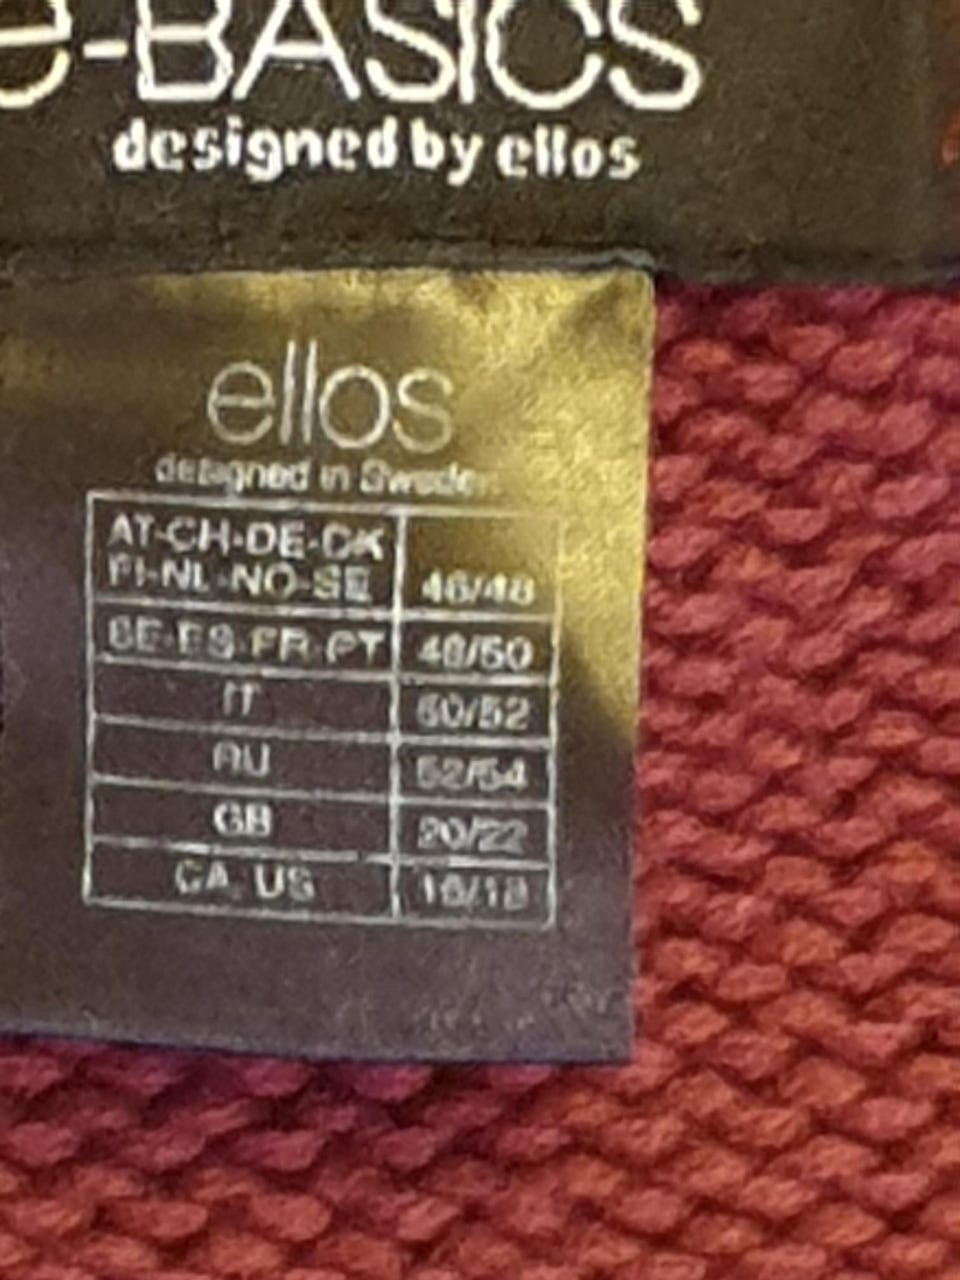 e-BASICS
designed by ellos
ellos
designed in Sweden
AT-CH-DE-DK
FI-NL-NO-SE 46/48
BE-ES-FR-PT 48/50
IT 50/52
RU 52/54
GB 20/22
CA, US 16/18